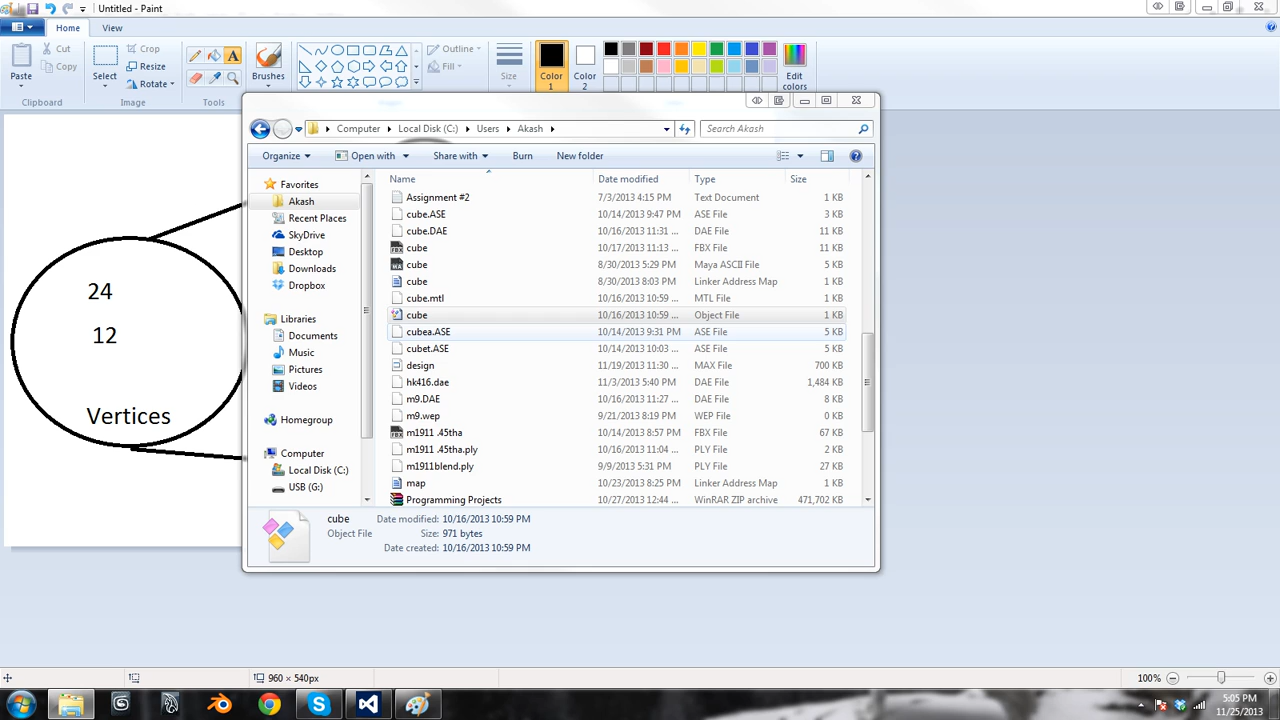 Untitled - Paint
Home View
Cut
Copy
Paste
Clipboard
Select
Crop
Resize
Rotate
Image
Tools
Brushes
Outline
Fill
Size
Color 1
Color 2
Edit colors
24
12
Vertices
Computer Local Disk (C:) Users Akash
Search Akash
Organize Open with Share with Burn New folder
Favorites
Akash
Recent Places
SkyDrive
Desktop
Downloads
Dropbox
Libraries
Documents
Music
Pictures
Videos
Homegroup
Computer
Local Disk (C:)
USB (G:)
Name Date modified Type Size
Assignment #2 7/3/2013 4:15 PM Text Document 1 KB
cube.ASE 10/14/2013 9:47 PM ASE File 3 KB
cube.DAE 10/16/2013 11:31 ... DAE File 11 KB
cube 10/17/2013 11:13 ... FBX File 11 KB
cube 8/30/2013 5:29 PM Maya ASCII File 5 KB
cube 8/30/2013 8:03 PM Linker Address Map 1 KB
cube.mtl 10/16/2013 10:59 ... MTL File 1 KB
cube 10/16/2013 10:59 ... Object File 1 KB
cubea.ASE 10/14/2013 9:31 PM ASE File 5 KB
cubet.ASE 10/14/2013 10:03 ... ASE File 5 KB
design 11/19/2013 11:30 ... MAX File 700 KB
hk416.dae 11/3/2013 5:40 PM DAE File 1,484 KB
m9.DAE 10/16/2013 11:27 ... DAE File 8 KB
m9.wep 9/21/2013 8:19 PM WEP File 0 KB
m1911 .45tha 10/14/2013 8:57 PM FBX File 67 KB
m1911 .45tha.ply 10/16/2013 11:04 ... PLY File 2 KB
m1911blend.ply 9/9/2013 5:31 PM PLY File 27 KB
map 10/23/2013 8:25 PM Linker Address Map 1 KB
Programming Projects 10/27/2013 12:44 ... WinRAR ZIP archive 471,702 KB
cube Date modified: 10/16/2013 10:59 PM
Object File Size: 971 bytes
Date created: 10/16/2013 10:59 PM
960 × 540px
100%
5:05 PM
11/25/2013